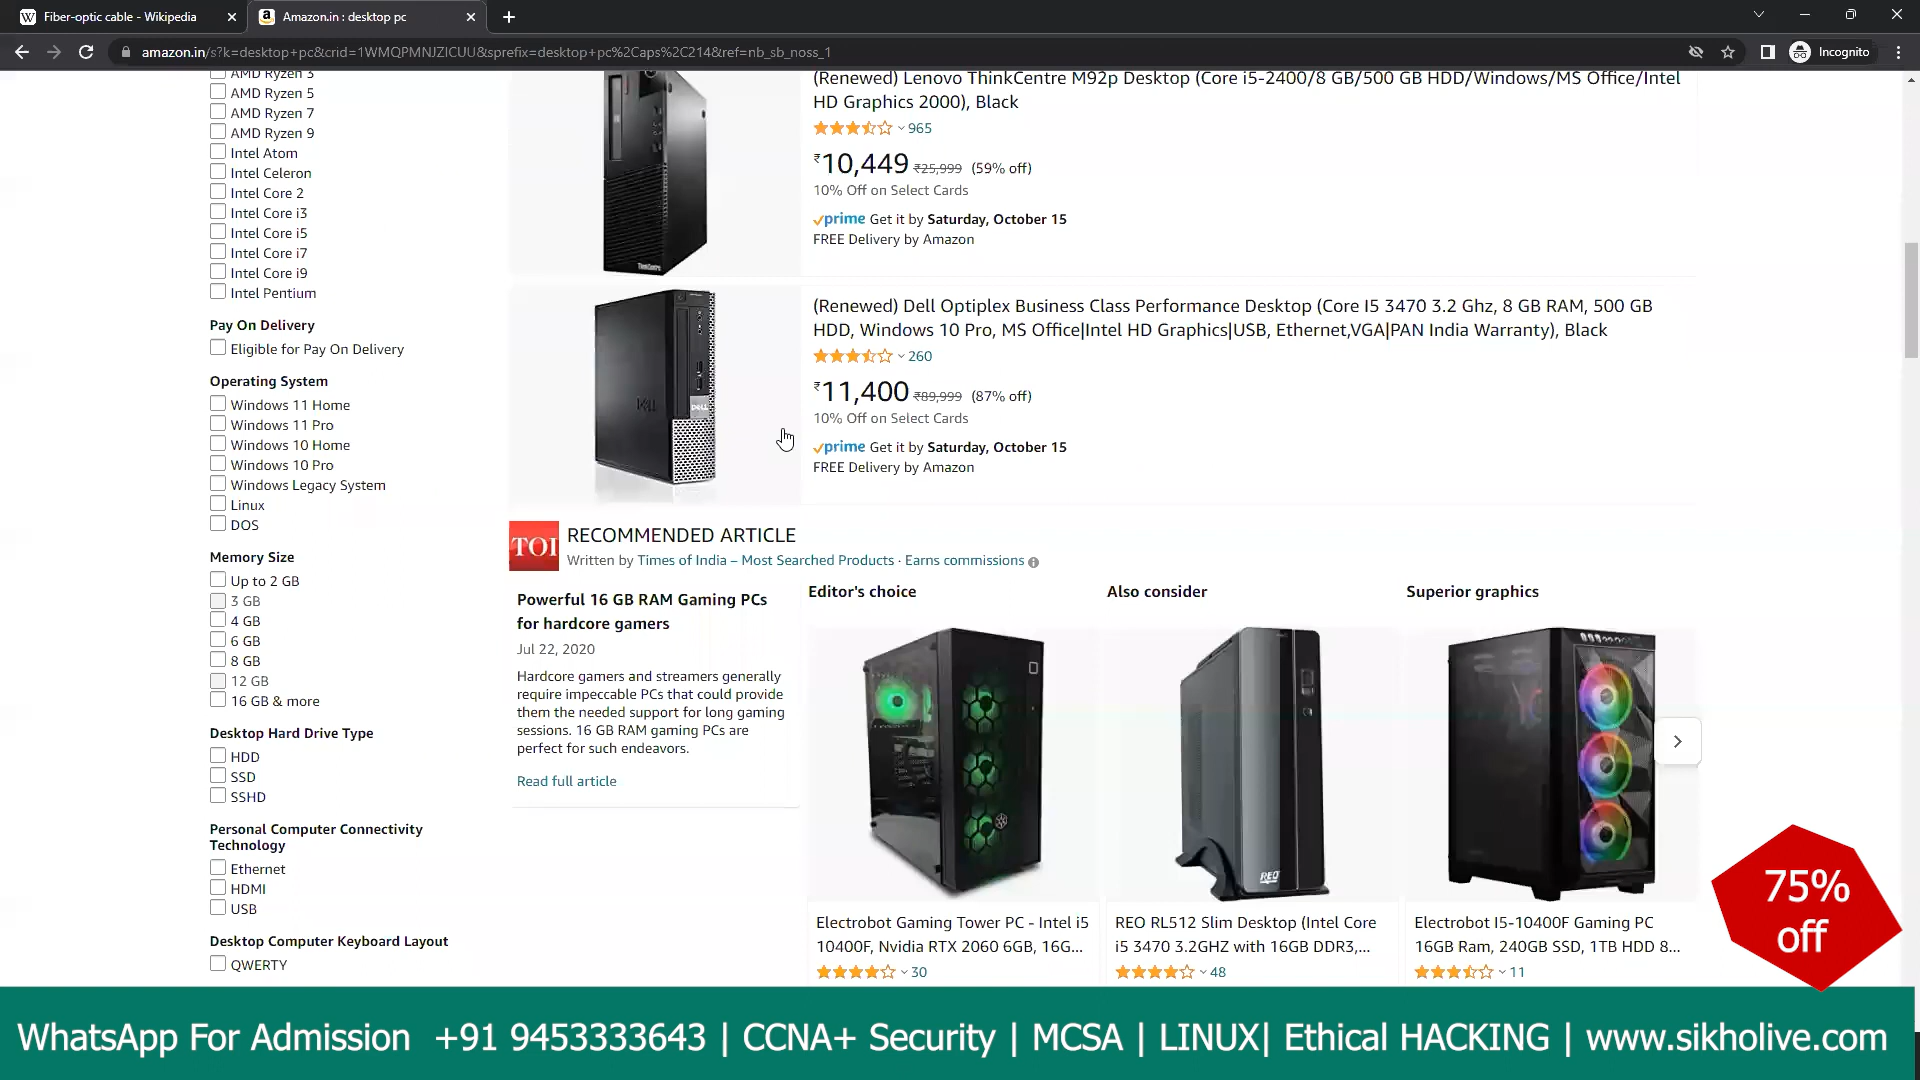 Fiber-optic cable - Wikipedia
Amazon.in : desktop pc
amazon.in/s?k=desktop+pc&crid=1WMQPMNJZICUU&sprefix=desktop+pc%2Caps%2C214&ref=nb_sb_noss_1
Incognito
AMD Ryzen 3
AMD Ryzen 5
AMD Ryzen 7
AMD Ryzen 9
Intel Atom
Intel Celeron
Intel Core 2
Intel Core i3
Intel Core i5
Intel Core i7
Intel Core i9
Intel Pentium
Pay On Delivery
Eligible for Pay On Delivery
Operating System
Windows 11 Home
Windows 11 Pro
Windows 10 Home
Windows 10 Pro
Windows Legacy System
Linux
DOS
Memory Size
Up to 2 GB
3 GB
4 GB
6 GB
8 GB
12 GB
16 GB & more
Desktop Hard Drive Type
HDD
SSD
SSHD
Personal Computer Connectivity
Technology
Ethernet
HDMI
USB
Desktop Computer Keyboard Layout
QWERTY
(Renewed) Lenovo ThinkCentre M92p Desktop (Core i5-2400/8 GB/500 GB HDD/Windows/MS Office/Intel
HD Graphics 2000), Black
965
₹10,449 ₹25,999 (59% off)
10% Off on Select Cards
prime Get it by Saturday, October 15
FREE Delivery by Amazon
ThinkCentre
(Renewed) Dell Optiplex Business Class Performance Desktop (Core I5 3470 3.2 Ghz, 8 GB RAM, 500 GB
HDD, Windows 10 Pro, MS Office|Intel HD Graphics|USB, Ethernet,VGA|PAN India Warranty), Black
260
₹11,400 ₹89,999 (87% off)
10% Off on Select Cards
prime Get it by Saturday, October 15
FREE Delivery by Amazon
DELL
DELL
TOI
RECOMMENDED ARTICLE
Written by Times of India – Most Searched Products · Earns commissions
Powerful 16 GB RAM Gaming PCs
for hardcore gamers
Jul 22, 2020
Hardcore gamers and streamers generally
require impeccable PCs that could provide
them the needed support for long gaming
sessions. 16 GB RAM gaming PCs are
perfect for such endeavors.
Read full article
Editor's choice
Electrobot Gaming Tower PC - Intel i5
10400F, Nvidia RTX 2060 6GB, 16G...
30
Also consider
REO
REO RL512 Slim Desktop (Intel Core
i5 3470 3.2GHZ with 16GB DDR3,...
48
Superior graphics
Electrobot I5-10400F Gaming PC
16GB Ram, 240GB SSD, 1TB HDD 8...
11
75%
off
WhatsApp For Admission +91 9453333643 | CCNA+ Security | MCSA | LINUX| Ethical HACKING | www.sikholive.com